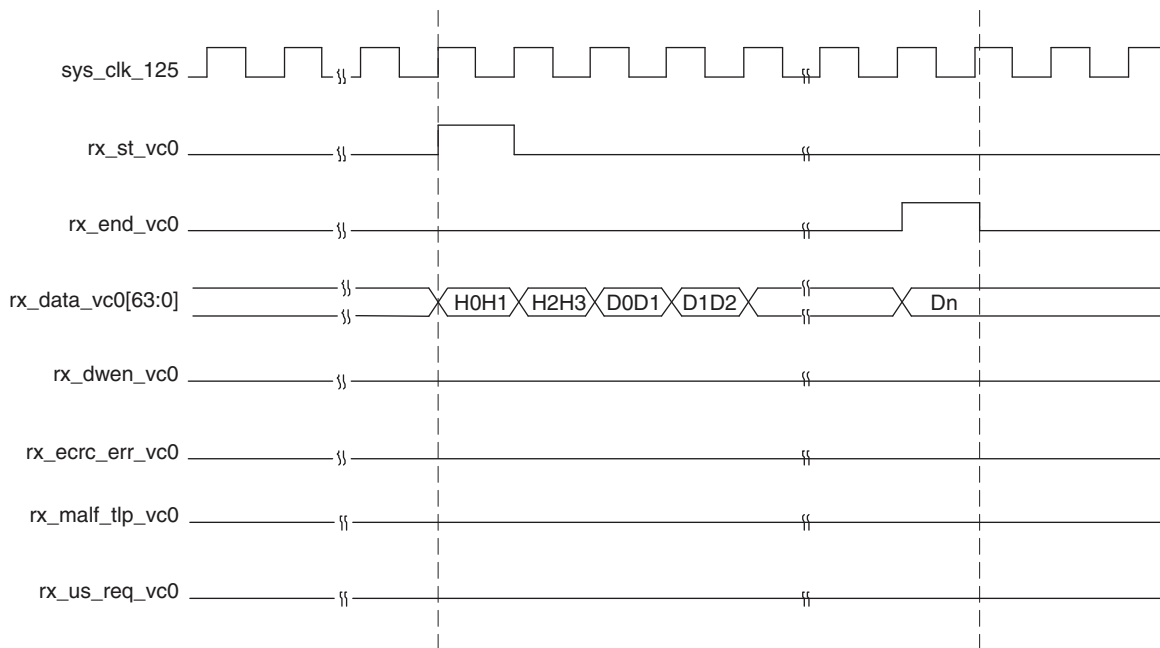 sys_clk_125
rx_st_vc0
rx_end_vc0
rx_data_vc0[63:0] H0H1 H2H3 D0D1 D1D2 Dn
rx_dwen_vc0
rx_ecrc_err_vc0
rx_malf_tlp_vc0
rx_us_req_vc0